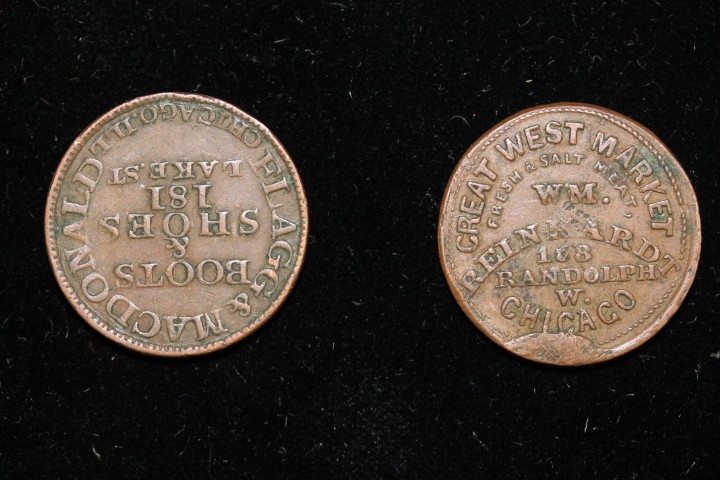 FLAGG & MACDONALD
BOOTS
&
SHOES
181
LAKE.ST
CHICAGO.ILL
GREAT WEST MARKET
FRESH & SALT MEAT,
WM.
REINHARDT
168
RANDOLPH
W.
CHICAGO